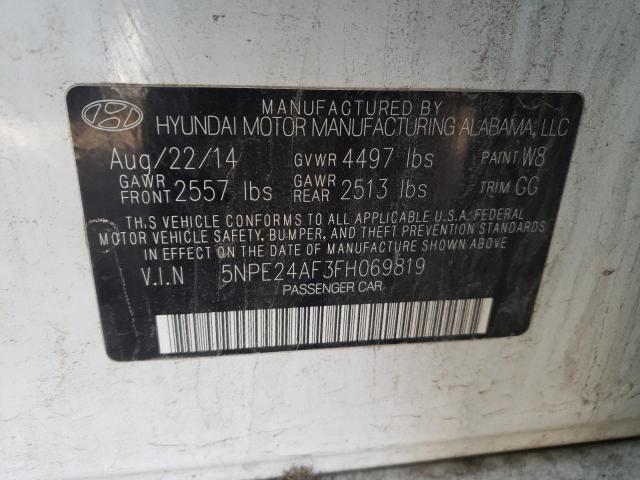 MANUFACTURED BY
HYUNDAI MOTOR MANUFACTURING ALABAMA, LLC
Aug/22/14 GVWR 4497 lbs PAINT W8
GAWR FRONT 2557 lbs GAWR REAR 2513 lbs TRIM GG
TH.S VEHICLE CONFORMS TO ALL APPLICABLE U.S.A. FEDERAL
MOTOR VEHICLE SAFETY, BUMPER, AND THEFT PREVENTION STANDARDS
IN EFFECT ON THE DATE OF MANUFACTURE SHOWN ABOVE.
V.I.N 5NPE24AF3FH069819
PASSENGER CAR